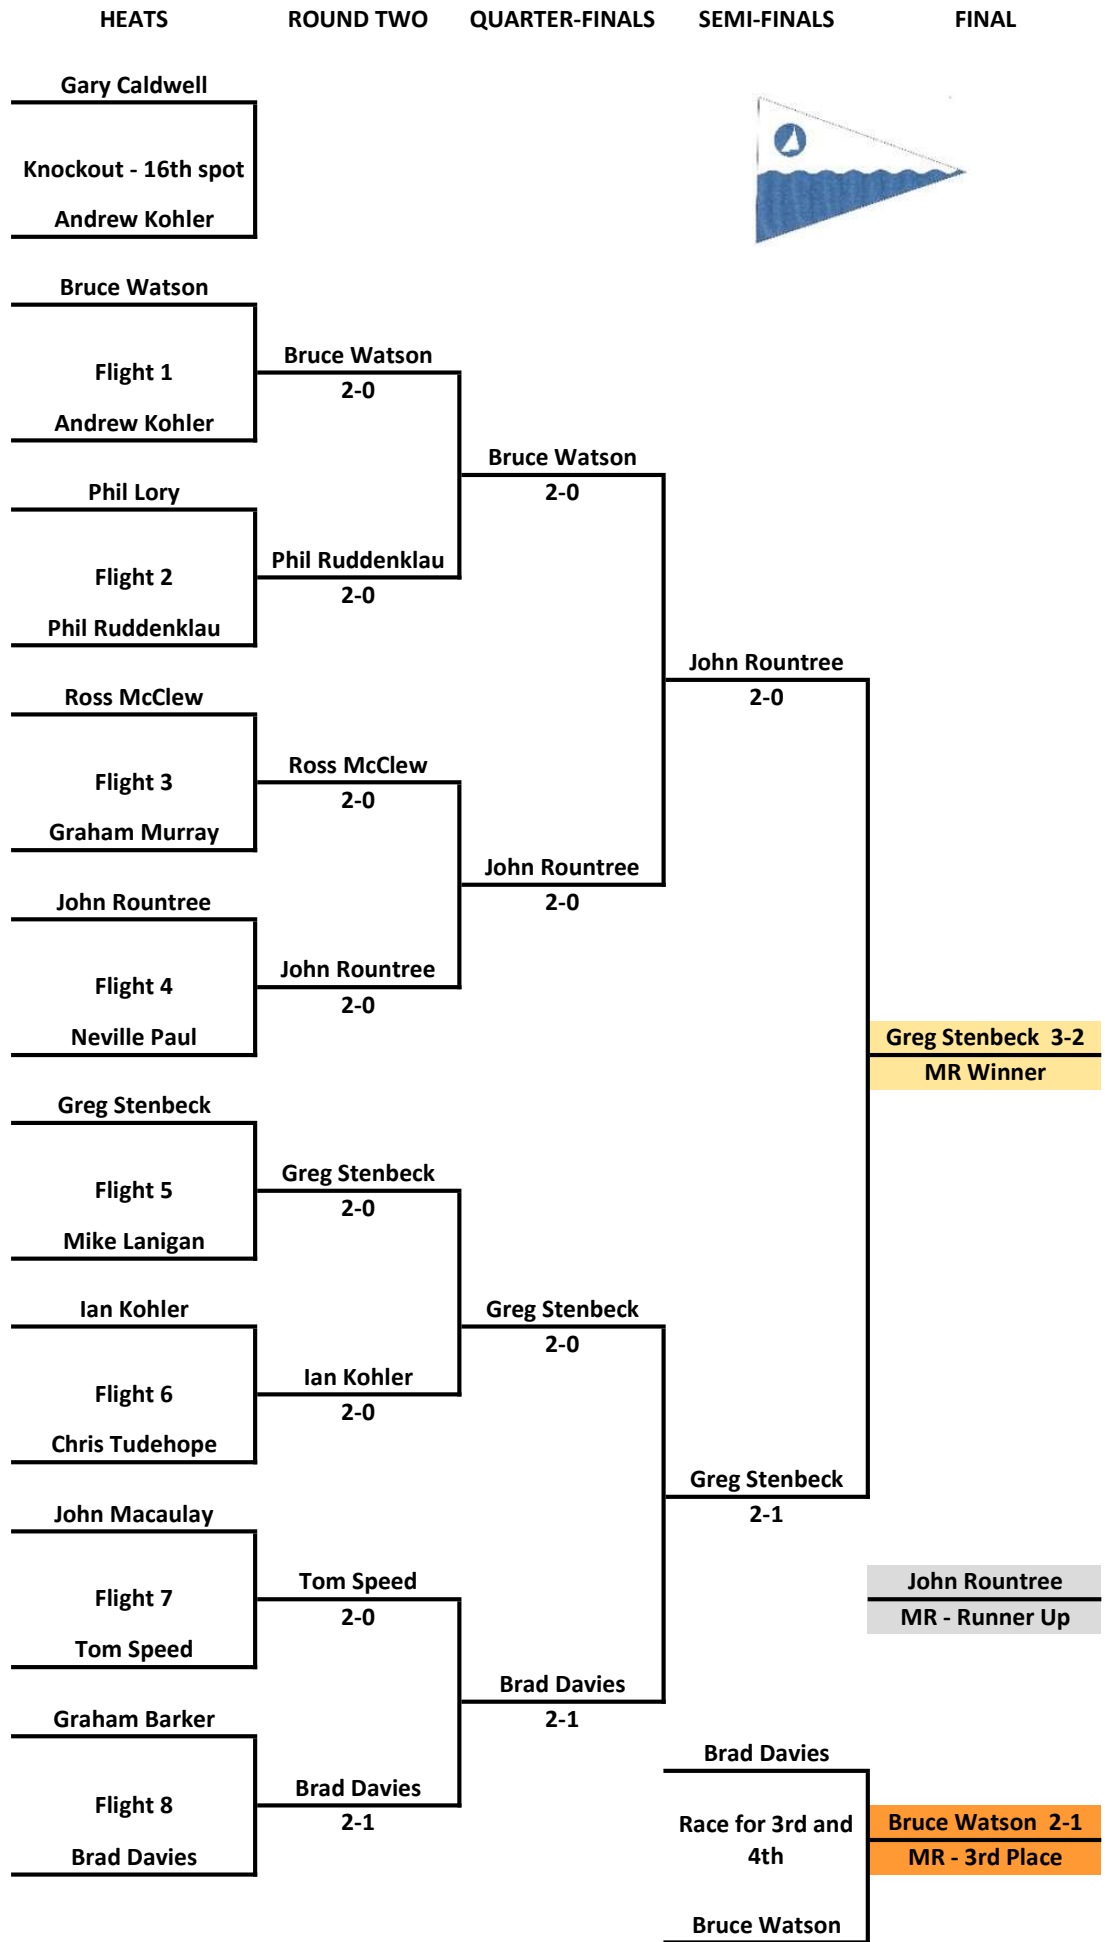 HEATS ROUND TWO QUARTER-FINALS SEMI-FINALS FINAL
Gary Caldwell
Knockout - 16th spot
Andrew Kohler
Bruce Watson
Flight 1
Andrew Kohler
Bruce Watson
2-0
Phil Lory
Flight 2
Phil Ruddenklau
Phil Ruddenklau
2-0
Bruce Watson
2-0
Ross McClew
Flight 3
Graham Murray
Ross McClew
2-0
John Rountree
Flight 4
Neville Paul
John Rountree
2-0
John Rountree
2-0
John Rountree
2-0
Greg Stenbeck 3-2
MR Winner
Greg Stenbeck
Flight 5
Mike Lanigan
Greg Stenbeck
2-0
Ian Kohler
Flight 6
Chris Tudehope
Ian Kohler
2-0
Greg Stenbeck
2-0
John Macaulay
Flight 7
Tom Speed
Tom Speed
2-0
Graham Barker
Flight 8
Brad Davies
Brad Davies
2-1
Brad Davies
2-1
Greg Stenbeck
2-1
John Rountree
MR - Runner Up
Brad Davies
Race for 3rd and
4th
Bruce Watson
Bruce Watson 2-1
MR - 3rd Place